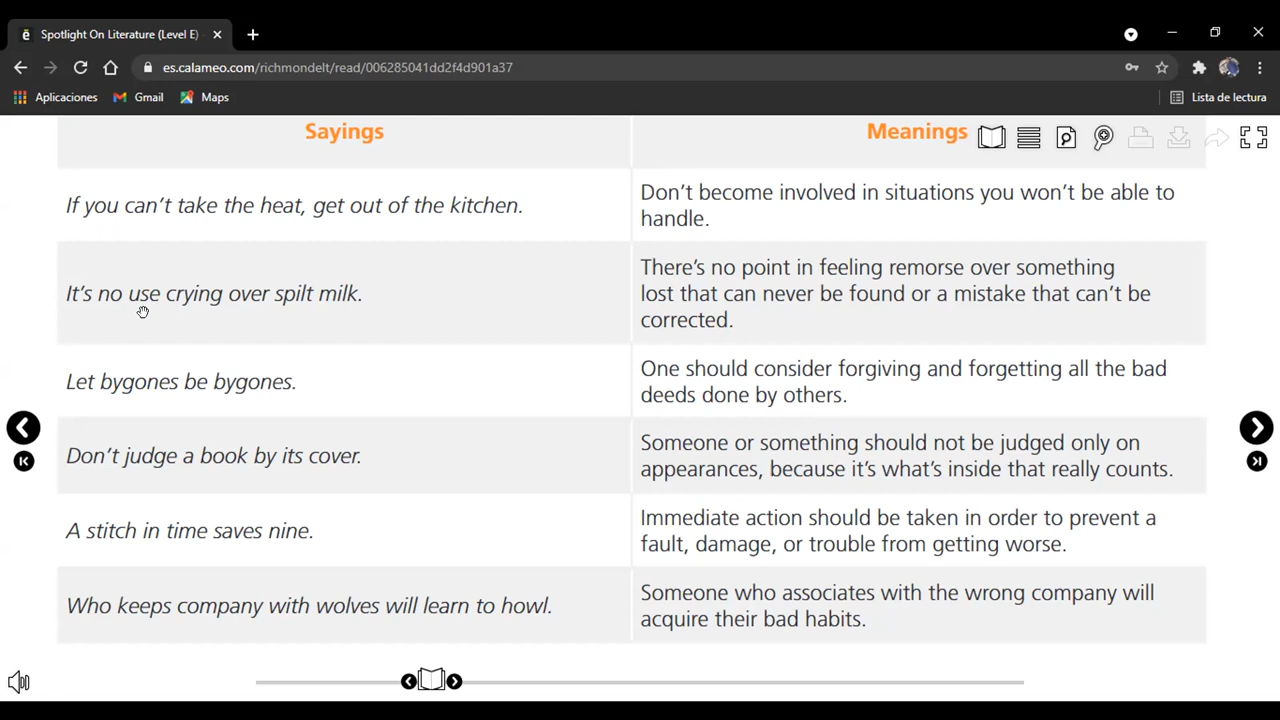 Spotlight On Literature (Level E)
es.calameo.com/richmondelt/read/006285041dd2f4d901a37
Aplicaciones Gmail Maps Lista de lectura
Sayings Meanings
If you can't take the heat, get out of the kitchen.
Don't become involved in situations you won't be able to
handle.
It's no use crying over spilt milk.
There's no point in feeling remorse over something
lost that can never be found or a mistake that can't be
corrected.
Let bygones be bygones.
One should consider forgiving and forgetting all the bad
deeds done by others.
Don't judge a book by its cover.
Someone or something should not be judged only on
appearances, because it's what's inside that really counts.
A stitch in time saves nine.
Immediate action should be taken in order to prevent a
fault, damage, or trouble from getting worse.
Who keeps company with wolves will learn to howl.
Someone who associates with the wrong company will
acquire their bad habits.